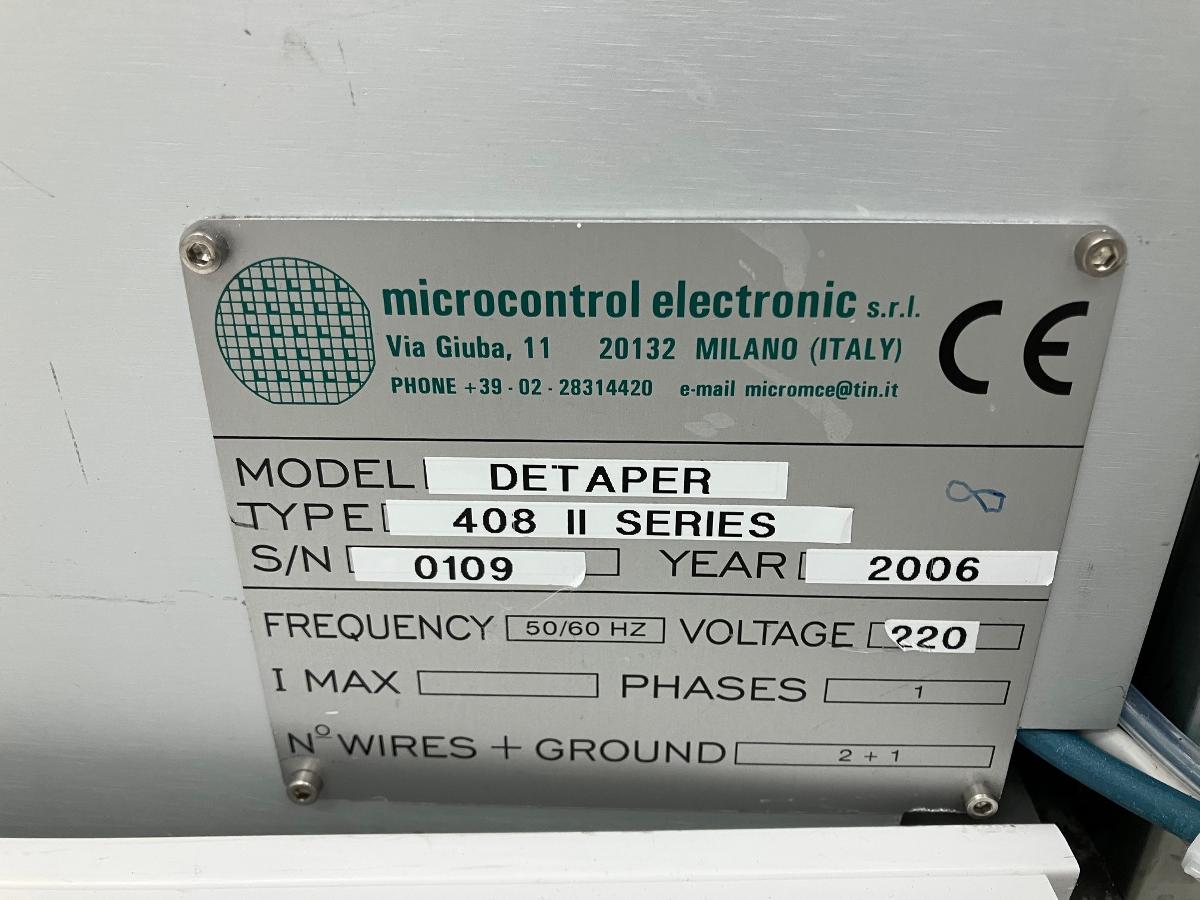 microcontrol electronic s.r.l.
Via Giuba, 11 20132 MILANO (ITALY)
PHONE +39 - 02 - 28314420 e-mail micromce@tin.it
CE
MODEL DETAPER
TYPE 408 II SERIES
S/N 0109 YEAR 2006
FREQUENCY 50/60 HZ VOLTAGE 220
I MAX PHASES 1
Nº WIRES + GROUND 2 + 1